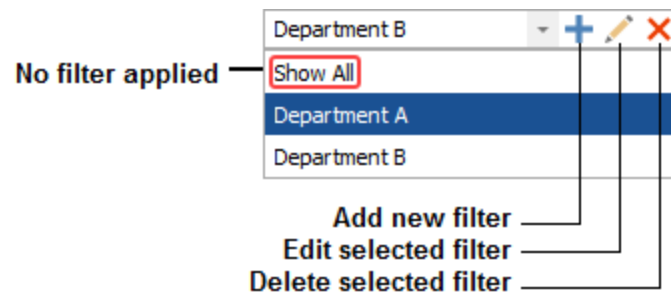 Department B
No filter applied
Show All
Department A
Department B
Add new filter
Edit selected filter
Delete selected filter